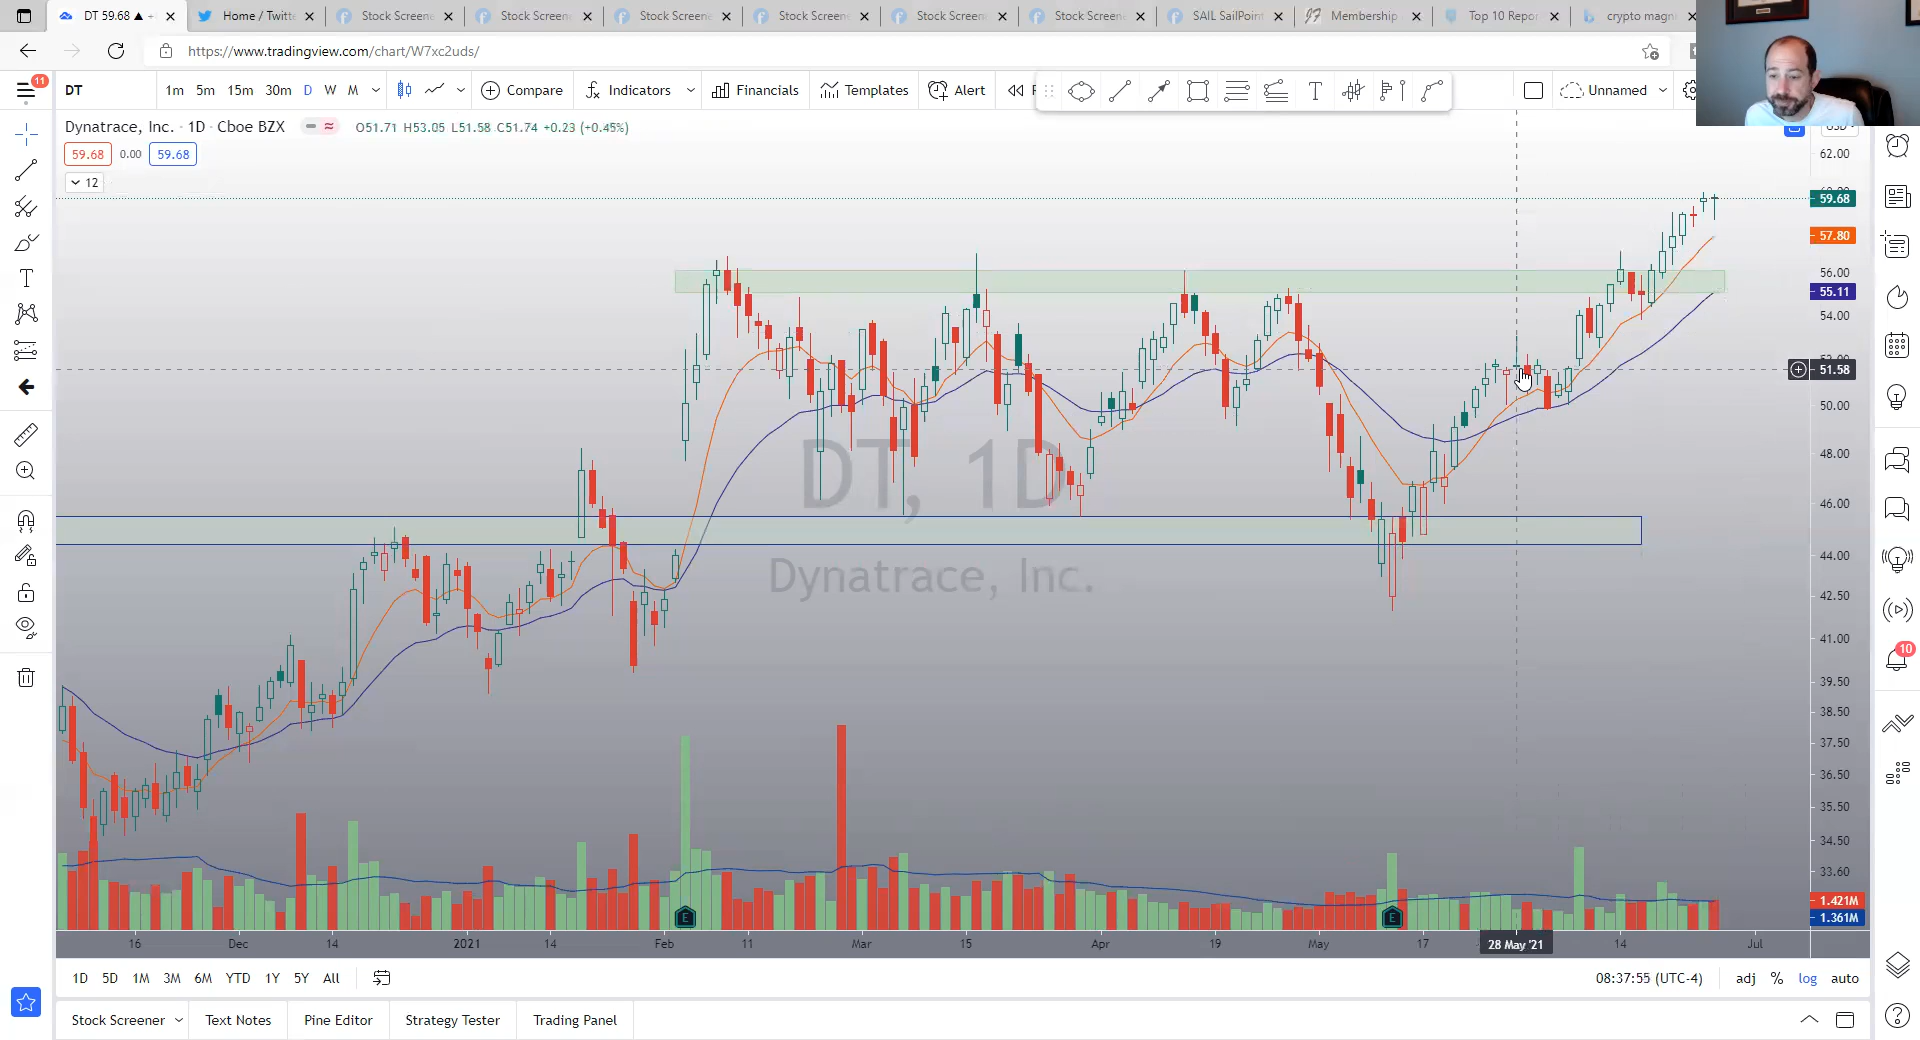 DT 59.68 ▲ +
Home / Twitte
Stock Screene
Stock Screen
Stock Screene
Stock Screene
Stock Screen
Stock Screene
SAIL SailPoint
Membership
Top 10 Repor
crypto magn
https://www.tradingview.com/chart/W7xc2uds/
11
DT
1m 5m 15m 30m D W M
Compare
Indicators
Financials
Templates
Alert
T
Unnamed
Dynatrace, Inc. · 1D · Cboe BZX
O51.71 H53.05 L51.58 C51.74 +0.23 (+0.45%)
59.68 0.00 59.68
12
USD
62.00
59.68
57.80
56.00
55.11
54.00
51.58
50.00
48.00
46.00
44.00
42.50
41.00
39.50
38.50
37.50
36.50
35.50
34.50
33.60
1.421M
1.361M
DT, 1D
Dynatrace, Inc.
E
E
16 Dec 14 2021 14 Feb 11 Mar 15 Apr 19 May 17 28 May '21 14 Jul
10
1D 5D 1M 3M 6M YTD 1Y 5Y All
08:37:55 (UTC-4)
adj % log auto
Stock Screener
Text Notes
Pine Editor
Strategy Tester
Trading Panel